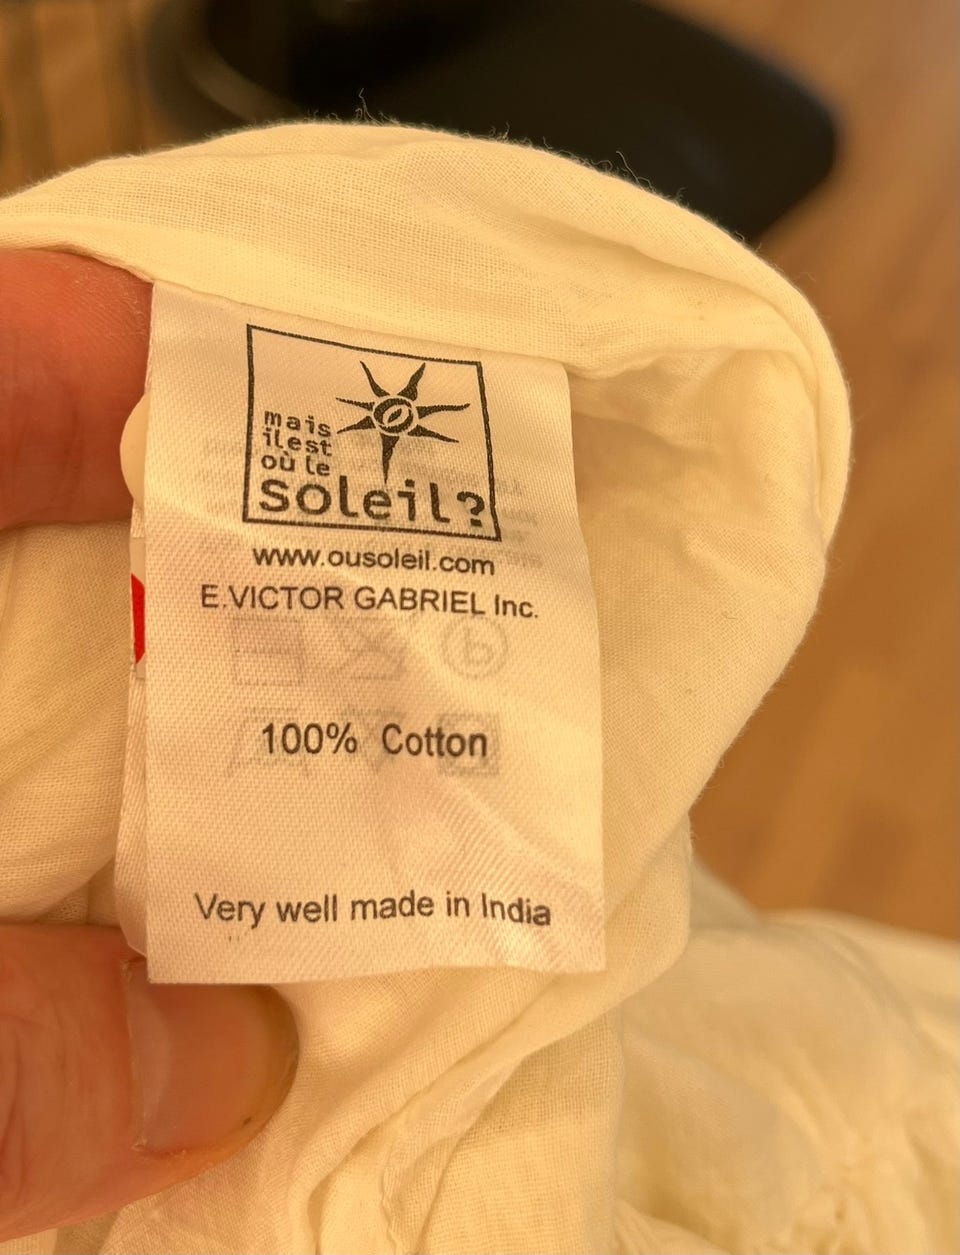 mais
il est
où le
soleil?
www.ousoleil.com
E.VICTOR GABRIEL Inc.
100% Cotton
Very well made in India